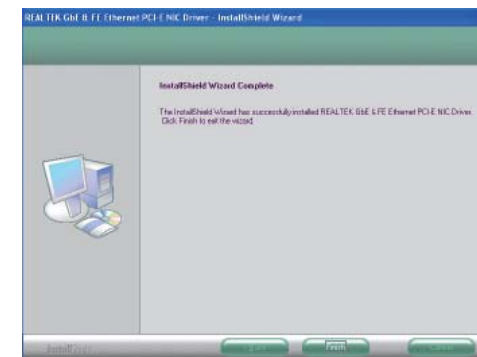 REALTEK GbE & FE Ethernet PCI-E NIC Driver - InstallShield Wizard
InstallShield Wizard Complete
The InstallShield Wizard has successfully installed REALTEK GbE & FE Ethernet PCI-E NIC Driver.
Click Finish to exit the wizard.
InstallShield
Finish